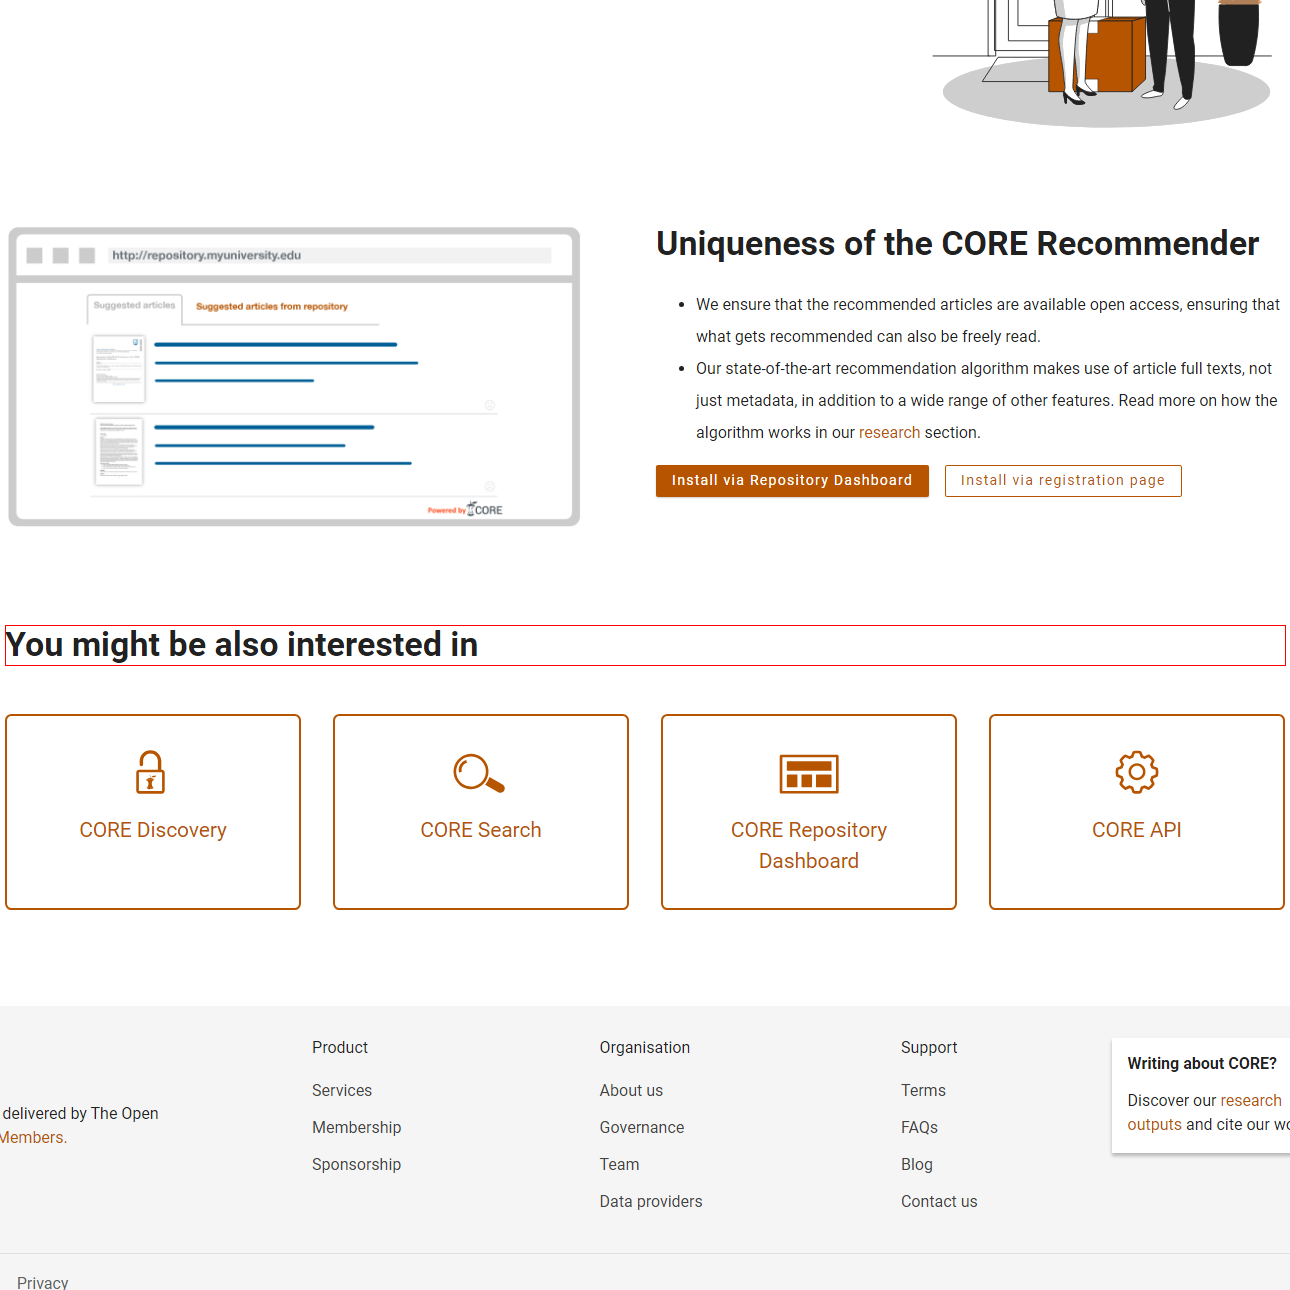 http://repository.myuniversity.edu
Suggested articles
Suggested articles from repository
Powered by CORE
Uniqueness of the CORE Recommender
We ensure that the recommended articles are available open access, ensuring that
what gets recommended can also be freely read.
Our state-of-the-art recommendation algorithm makes use of article full texts, not
just metadata, in addition to a wide range of other features. Read more on how the
algorithm works in our research section.
Install via Repository Dashboard
Install via registration page
You might be also interested in
CORE Discovery
CORE Search
CORE Repository
Dashboard
CORE API
delivered by The Open
Members.
Product
Services
Membership
Sponsorship
Organisation
About us
Governance
Team
Data providers
Support
Terms
FAQs
Blog
Contact us
Writing about CORE?
Discover our research
outputs and cite our
Privacy